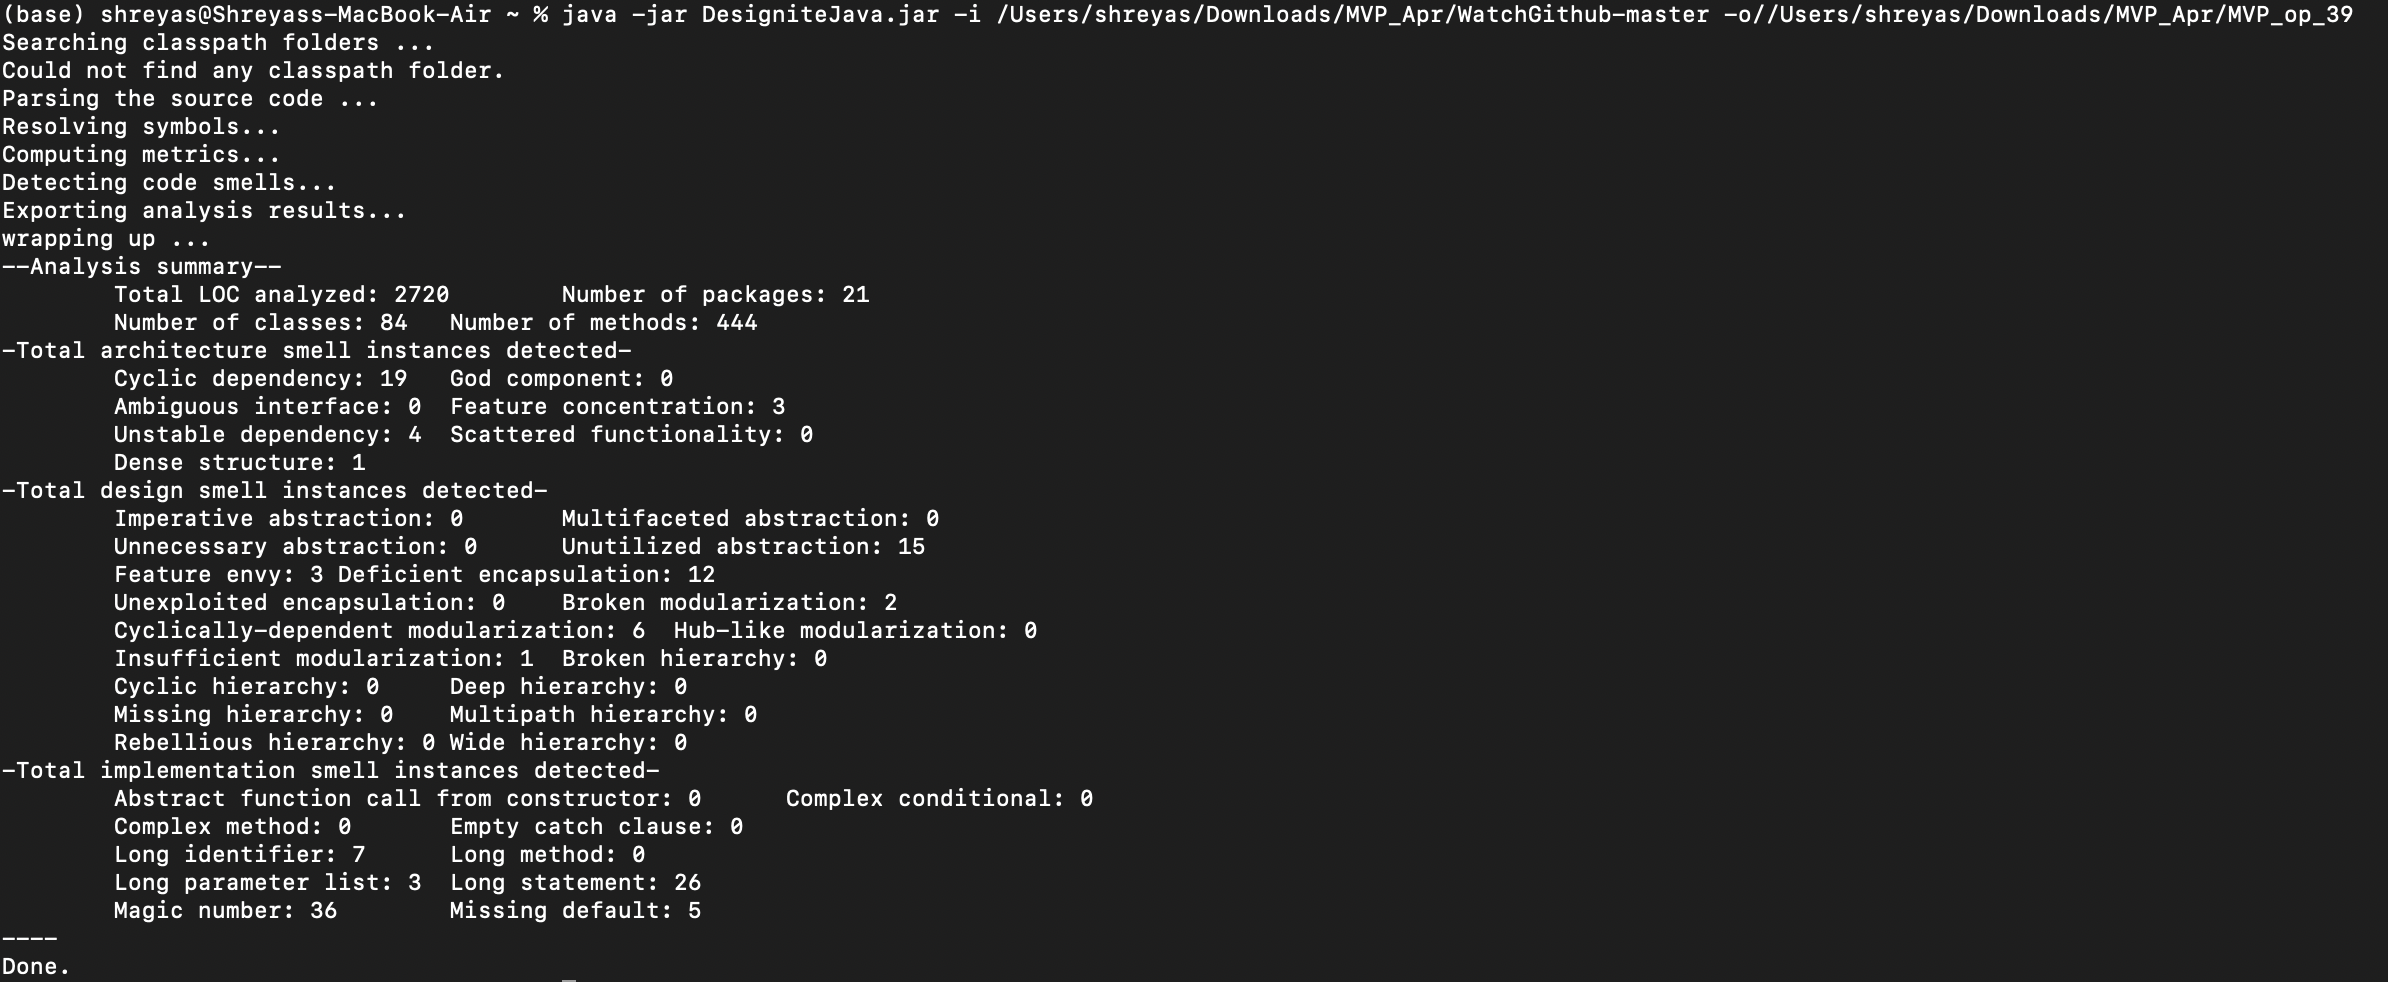 (base) shreyas@Shreyass-MacBook-Air ~ % java -jar DesigniteJava.jar -i /Users/shreyas/Downloads/MVP_Apr/WatchGithub-master -o//Users/shreyas/Downloads/MVP_Apr/MVP_op_39
Searching classpath folders ...
Could not find any classpath folder.
Parsing the source code ...
Resolving symbols...
Computing metrics...
Detecting code smells...
Exporting analysis results...
wrapping up ...
--Analysis summary--
        Total LOC analyzed: 2720        Number of packages: 21
        Number of classes: 84   Number of methods: 444
-Total architecture smell instances detected-
        Cyclic dependency: 19   God component: 0
        Ambiguous interface: 0  Feature concentration: 3
        Unstable dependency: 4  Scattered functionality: 0
        Dense structure: 1
-Total design smell instances detected-
        Imperative abstraction: 0       Multifaceted abstraction: 0
        Unnecessary abstraction: 0      Unutilized abstraction: 15
        Feature envy: 3 Deficient encapsulation: 12
        Unexploited encapsulation: 0    Broken modularization: 2
        Cyclically-dependent modularization: 6  Hub-like modularization: 0
        Insufficient modularization: 1  Broken hierarchy: 0
        Cyclic hierarchy: 0     Deep hierarchy: 0
        Missing hierarchy: 0    Multipath hierarchy: 0
        Rebellious hierarchy: 0 Wide hierarchy: 0
-Total implementation smell instances detected-
        Abstract function call from constructor: 0      Complex conditional: 0
        Complex method: 0       Empty catch clause: 0
        Long identifier: 7      Long method: 0
        Long parameter list: 3  Long statement: 26
        Magic number: 36        Missing default: 5
----
Done.